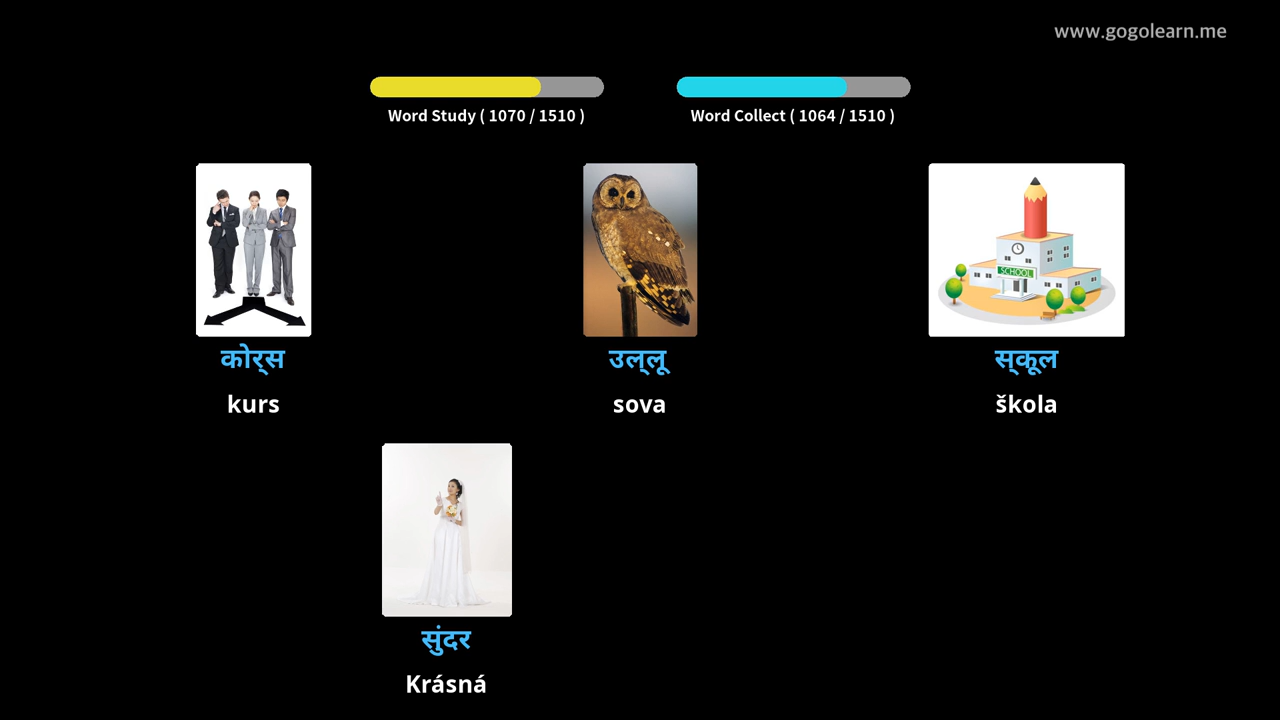 www.gogolearn.me
Word Study ( 1070 / 1510 )
Word Collect ( 1064 / 1510 )
SCHOOL
कोर्स
उल्लू
स्कूल
kurs
sova
škola
सुंदर
Krásná